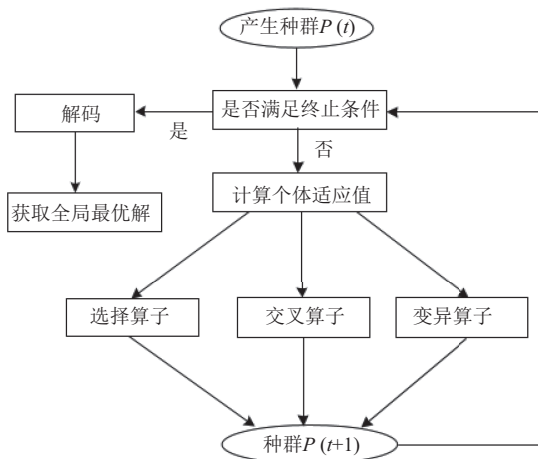 产生种群P (t)
解码
是否满足终止条件
是
否
获取全局最优解
计算个体适应值
选择算子
交叉算子
变异算子
种群P (t+1)